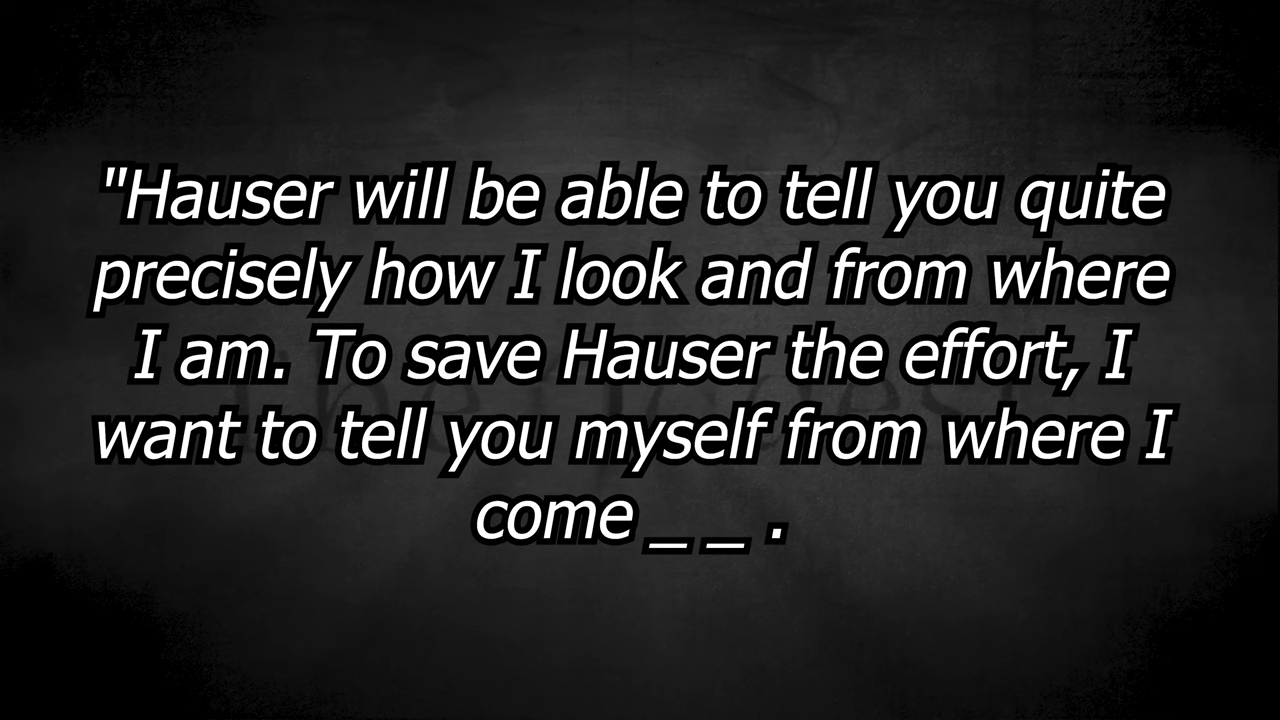 "Hauser will be able to tell you quite
precisely how I look and from where
I am. To save Hauser the effort, I
want to tell you myself from where I
come _ _ .